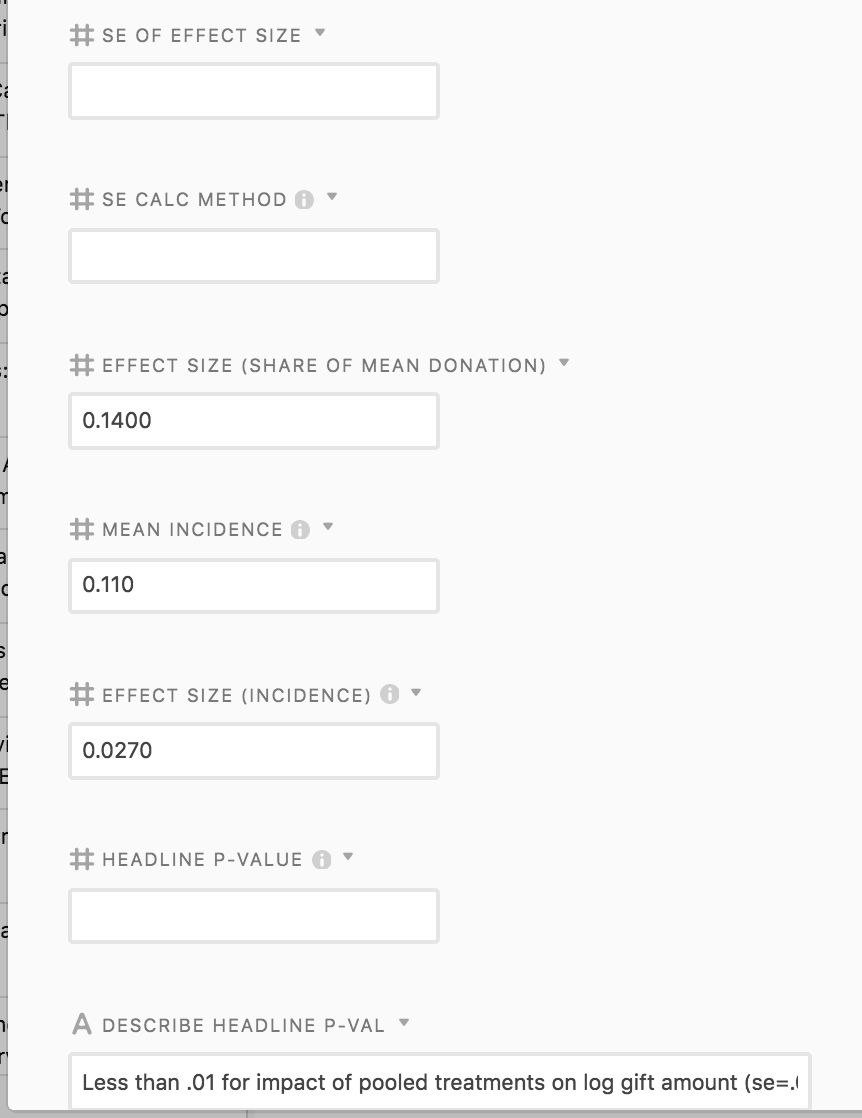 SE OF EFFECT SIZE
SE CALC METHOD
EFFECT SIZE (SHARE OF MEAN DONATION)
0.1400
MEAN INCIDENCE
0.110
EFFECT SIZE (INCIDENCE)
0.0270
HEADLINE P-VALUE
A DESCRIBE HEADLINE P-VAL
Less than .01 for impact of pooled treatments on log gift amount (se=.